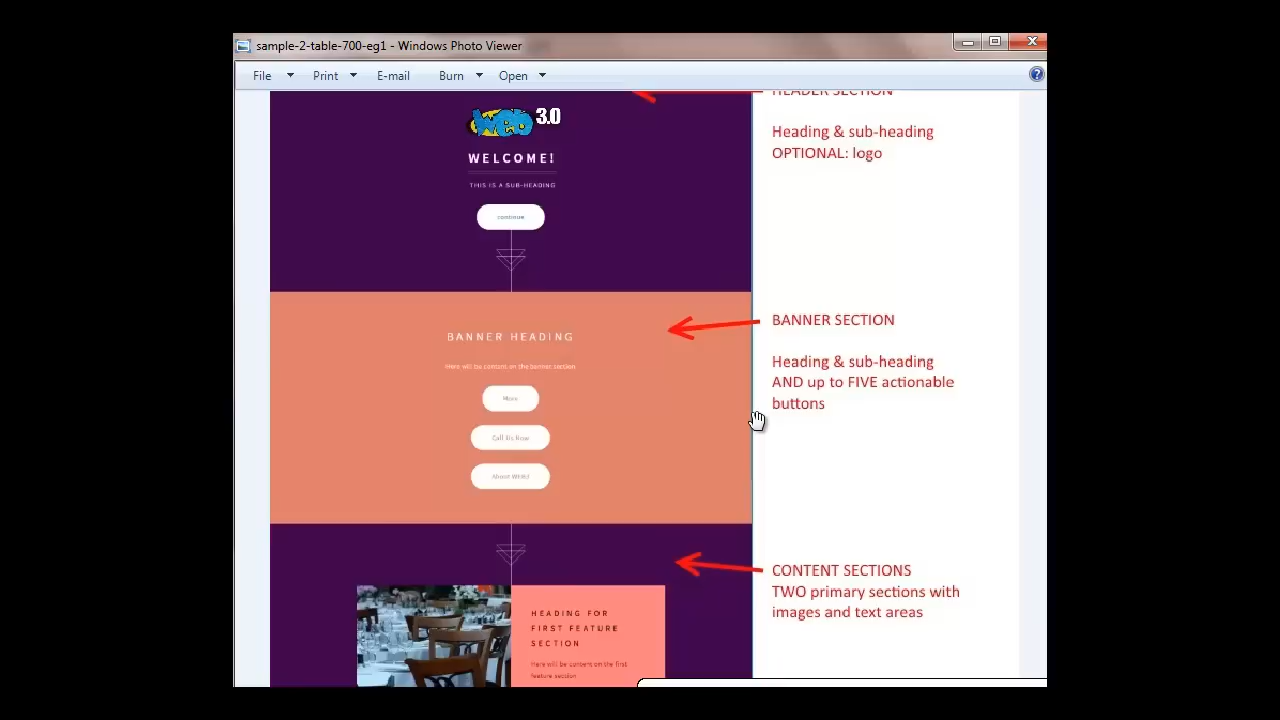 sample-2-table-700-eg1 - Windows Photo Viewer
File Print E-mail Burn Open
HEADER SECTION
Heading & sub-heading
OPTIONAL: logo
Web 3.0
WELCOME!
THIS IS A SUB-HEADING
continue
BANNER SECTION
Heading & sub-heading
AND up to FIVE actionable
buttons
BANNER HEADING
Here will be content on the banner section
More
Call Us Now
About WEB3
CONTENT SECTIONS
TWO primary sections with
images and text areas
HEADING FOR
FIRST FEATURE
SECTION
Here will be content on the first
feature section